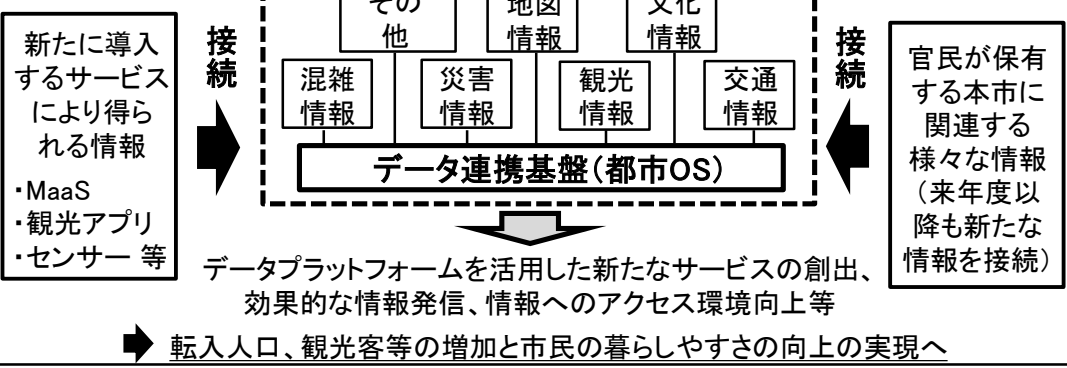 新たに導入
するサービス
により得ら
れる情報
・MaaS
・観光アプリ
・センサー 等
接続
その
他
地図
情報
文化
情報
混雑
情報
災害
情報
観光
情報
交通
情報
データ連携基盤(都市OS)
接続
官民が保有
する本市に
関連する
様々な情報
(来年度以
降も新たな
情報を接続)
データプラットフォームを活用した新たなサービスの創出、
効果的な情報発信、情報へのアクセス環境向上等
転入人口、観光客等の増加と市民の暮らしやすさの向上の実現へ